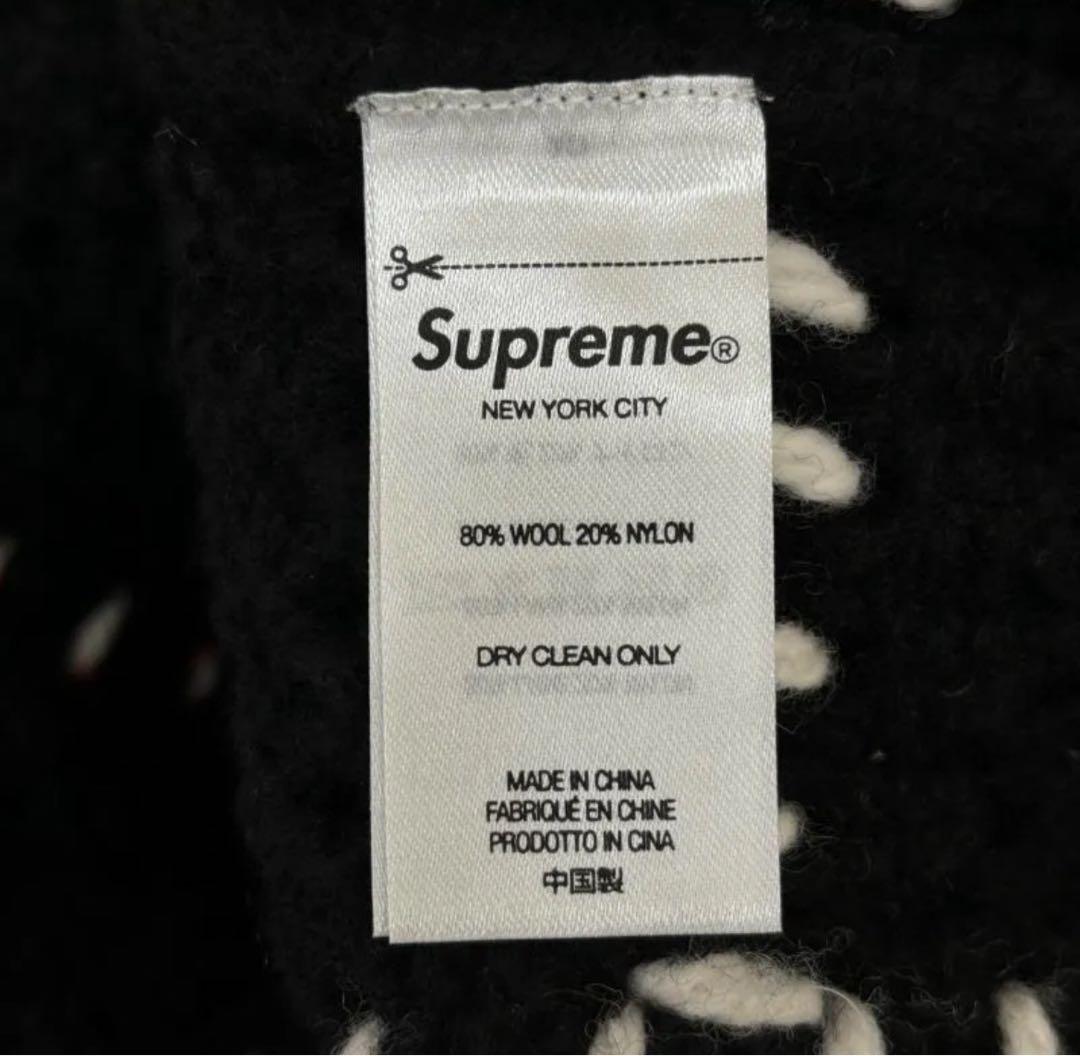 Supreme®
NEW YORK CITY
80% WOOL 20% NYLON
DRY CLEAN ONLY
MADE IN CHINA
FABRIQUÉ EN CHINE
PRODOTTO IN CINA
中国製